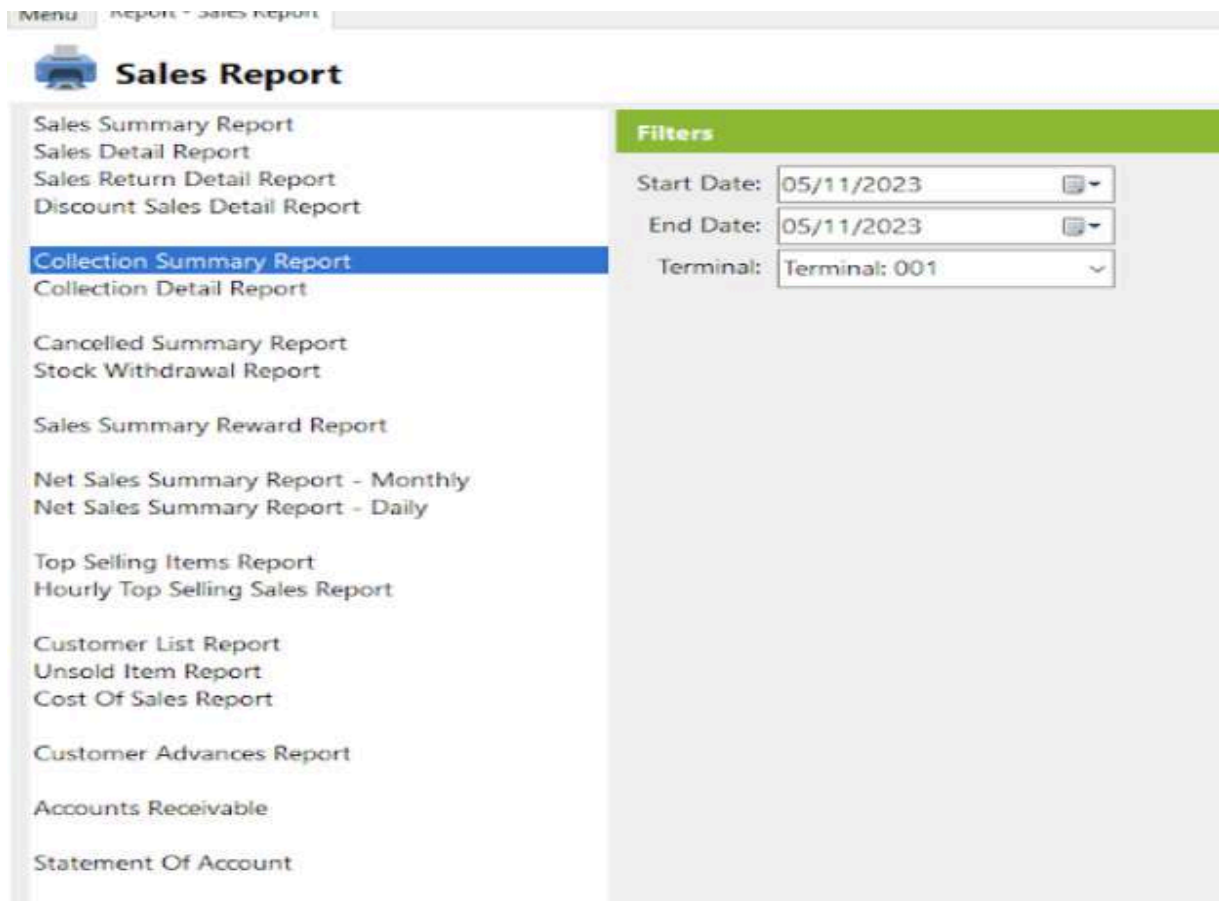 Menu Report - Sales Report
Sales Report
Sales Summary Report
Sales Detail Report
Sales Return Detail Report
Discount Sales Detail Report
Collection Summary Report
Collection Detail Report
Cancelled Summary Report
Stock Withdrawal Report
Sales Summary Reward Report
Net Sales Summary Report - Monthly
Net Sales Summary Report - Daily
Top Selling Items Report
Hourly Top Selling Sales Report
Customer List Report
Unsold Item Report
Cost Of Sales Report
Customer Advances Report
Accounts Receivable
Statement Of Account
Filters
Start Date: 05/11/2023
End Date: 05/11/2023
Terminal: Terminal: 001